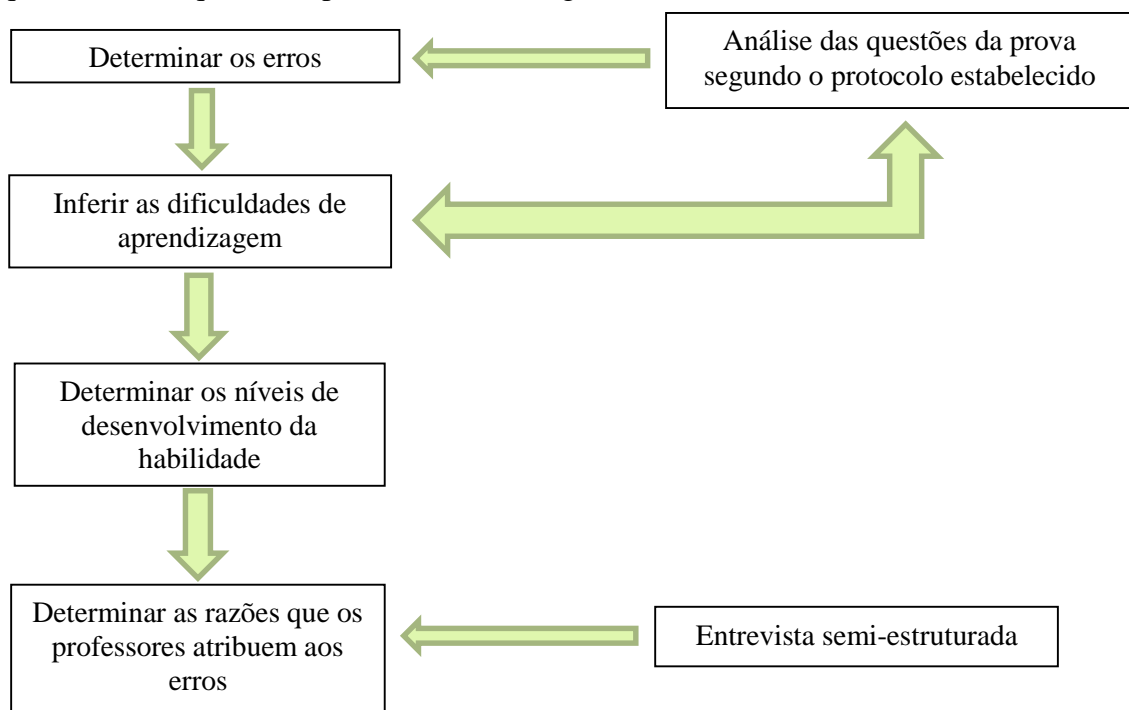 Determinar os erros
Análise das questões da prova
segundo o protocolo estabelecido
Inferir as dificuldades de
aprendizagem
Determinar os níveis de
desenvolvimento da
habilidade
Determinar as razões que os
professores atribuem aos
erros
Entrevista semi-estruturada